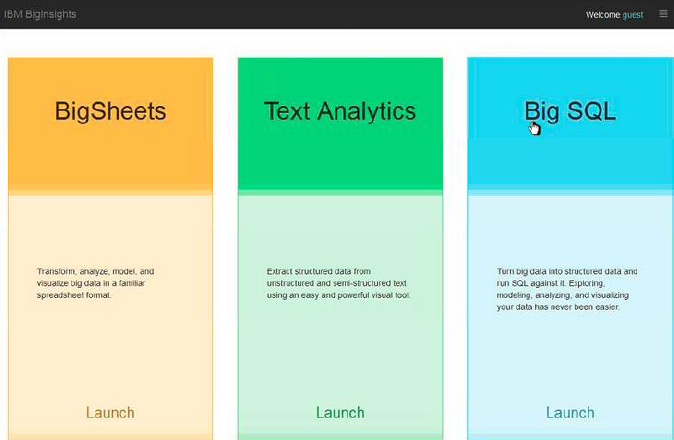 IBM BigInsights
Welcome guest
BigSheets
Transform, analyze, model, and
visualize big data in a familiar
spreadsheet format.
Launch
Text Analytics
Extract structured data from
unstructured and semi-structured text
using an easy and powerful visual tool.
Launch
Big SQL
Turn big data into structured data and
run SQL against it. Exploring,
modeling, analyzing, and visualizing
your data has never been easier.
Launch